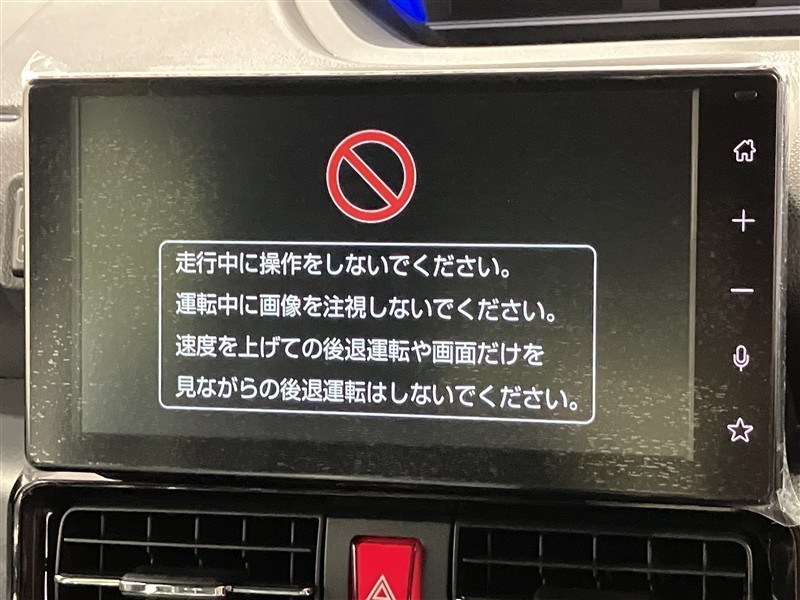 走行中に操作をしないでください。
運転中に画像を注視しないでください。
速度を上げての後退運転や画面だけを
見ながらの後退運転はしないでください。